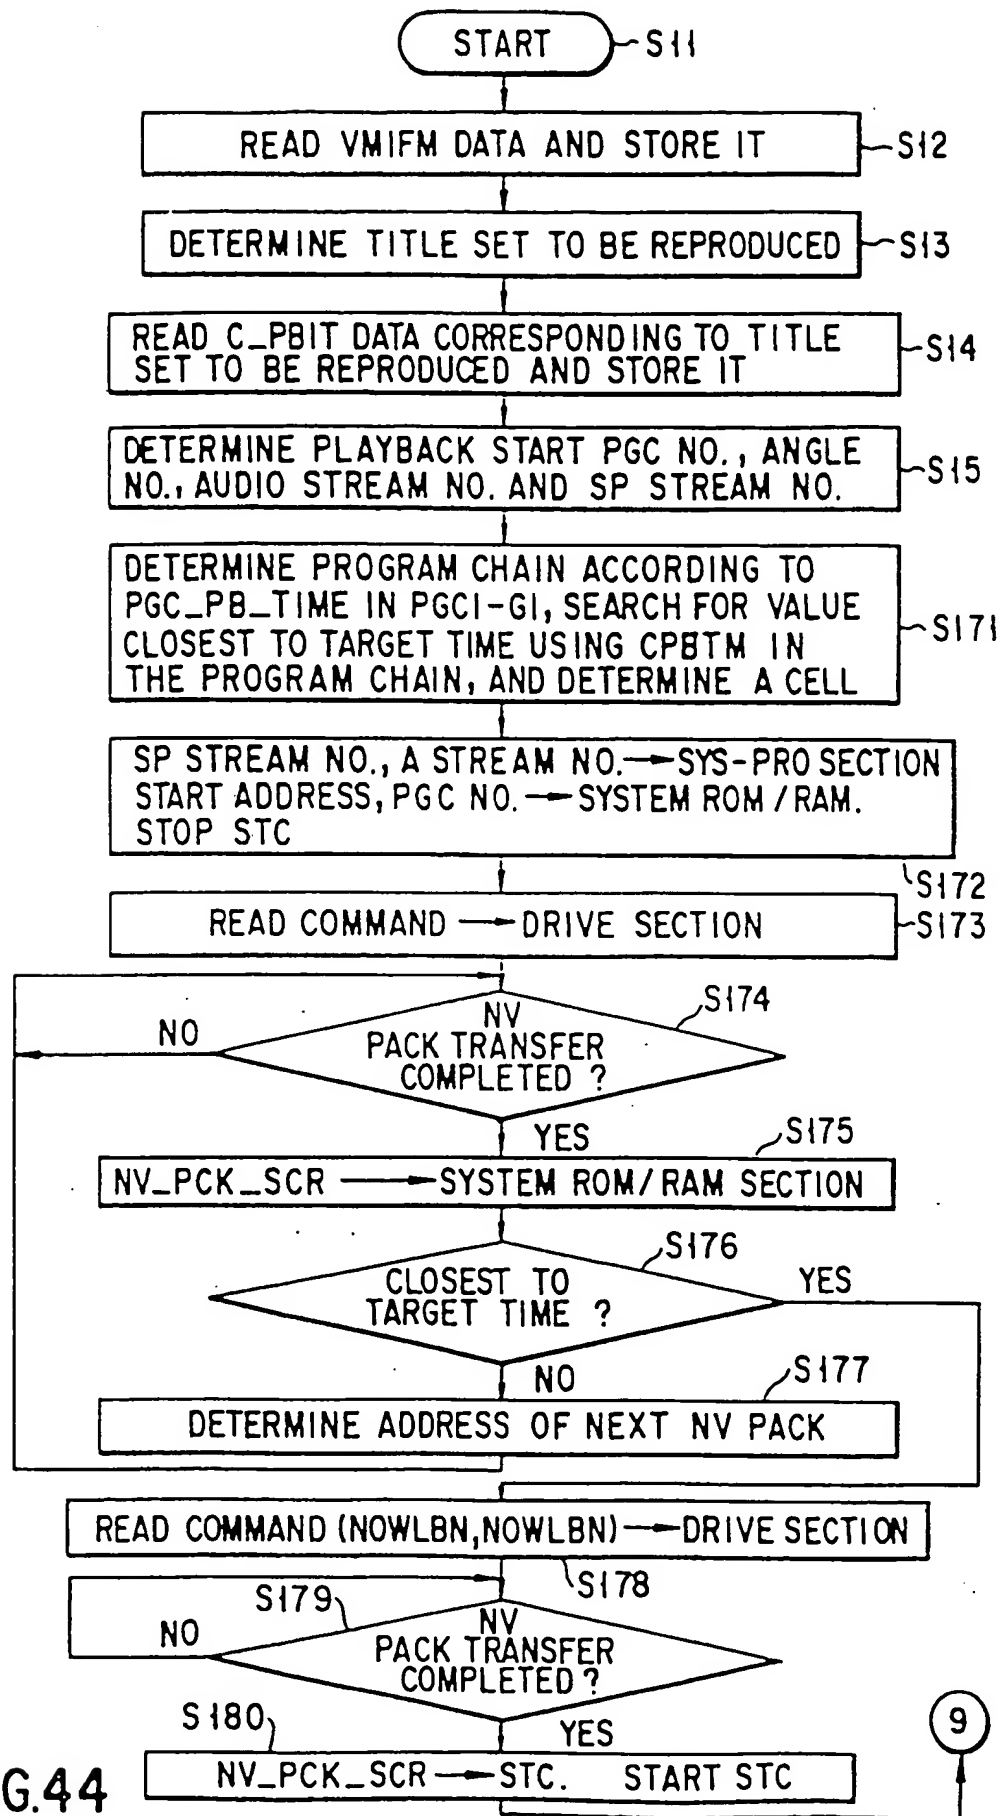 START
S11
READ VMIFM DATA AND STORE IT
S12
DETERMINE TITLE SET TO BE REPRODUCED
S13
READ C_PBIT DATA CORRESPONDING TO TITLE
SET TO BE REPRODUCED AND STORE IT
S14
DETERMINE PLAYBACK START PGC NO., ANGLE
NO., AUDIO STREAM NO. AND SP STREAM NO.
S15
DETERMINE PROGRAM CHAIN ACCORDING TO
PGC_PB_TIME IN PGCI-GI, SEARCH FOR VALUE
CLOSEST TO TARGET TIME USING CPBTM IN
THE PROGRAM CHAIN, AND DETERMINE A CELL
S171
SP STREAM NO., A STREAM NO. → SYS-PRO SECTION
START ADDRESS, PGC NO. → SYSTEM ROM/RAM.
STOP STC
S172
READ COMMAND → DRIVE SECTION
S173
S174
NO
NV
PACK TRANSFER
COMPLETED ?
YES
S175
NV_PCK_SCR → SYSTEM ROM/RAM SECTION
S176
CLOSEST TO
TARGET TIME ?
YES
NO
S177
DETERMINE ADDRESS OF NEXT NV PACK
READ COMMAND (NOWLBN,NOWLBN) → DRIVE SECTION
S178
S179
NO
NV
PACK TRANSFER
COMPLETED ?
S180
YES
9
NV_PCK_SCR → STC. START STC
G.44